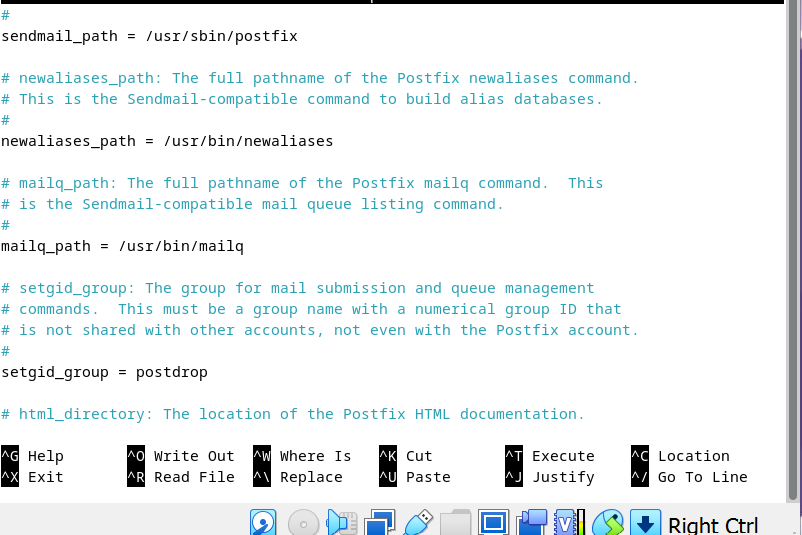 #
sendmail_path = /usr/sbin/postfix
# newaliases_path: The full pathname of the Postfix newaliases command.
# This is the Sendmail-compatible command to build alias databases.
#
newaliases_path = /usr/bin/newaliases
# mailq_path: The full pathname of the Postfix mailq command.  This
# is the Sendmail-compatible mail queue listing command.
#
mailq_path = /usr/bin/mailq
# setgid_group: The group for mail submission and queue management
# commands.  This must be a group name with a numerical group ID that
# is not shared with other accounts, not even with the Postfix account.
#
setgid_group = postdrop
# html_directory: The location of the Postfix HTML documentation.
^G Help ^O Write Out ^W Where Is ^K Cut ^T Execute ^C Location
^X Exit ^R Read File ^\ Replace ^U Paste ^J Justify ^/ Go To Line
Right Ctrl